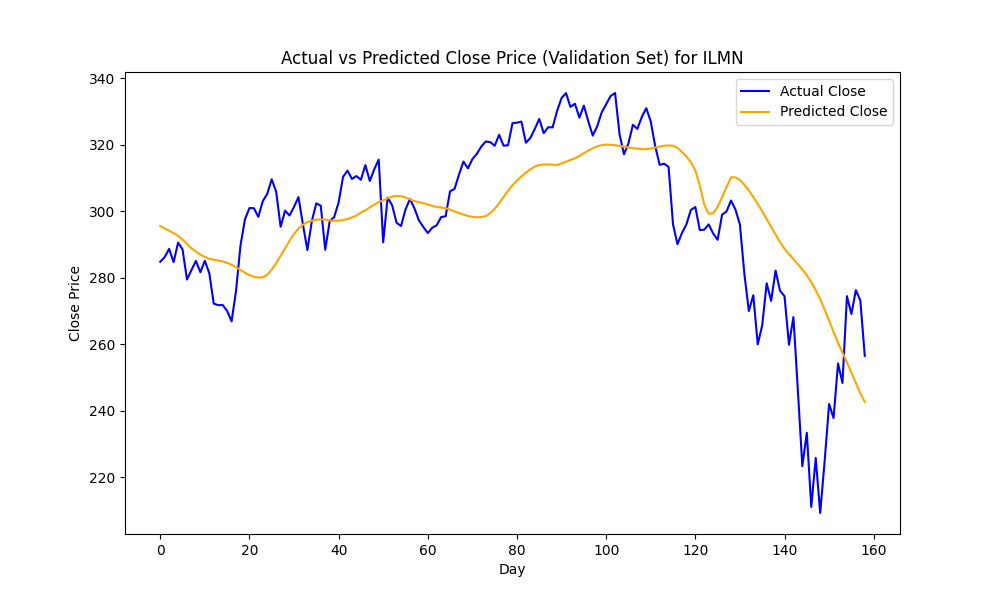 Actual vs Predicted Close Price (Validation Set) for ILMN
Actual Close
Predicted Close
Close Price
340
320
300
280
260
240
220
0 20 40 60 80 100 120 140 160
Day